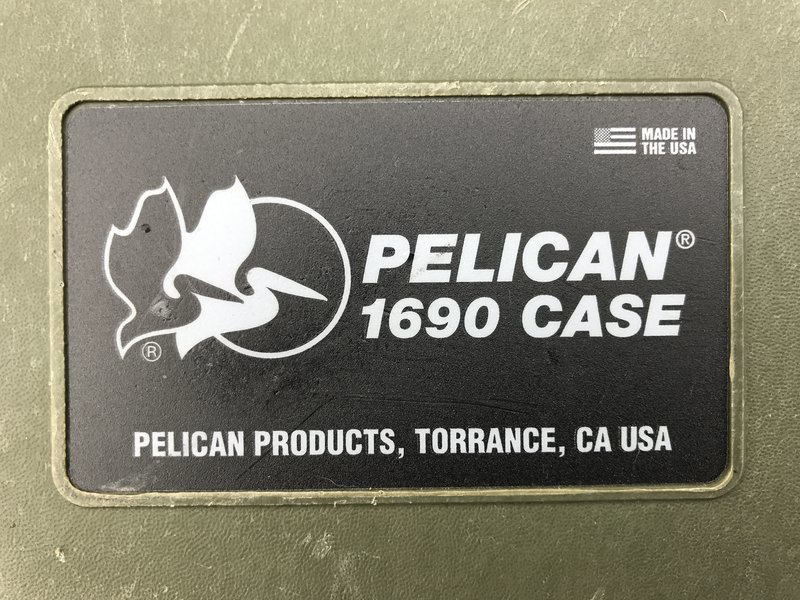 MADE IN
THE USA
PELICAN®
1690 CASE
®
PELICAN PRODUCTS, TORRANCE, CA USA